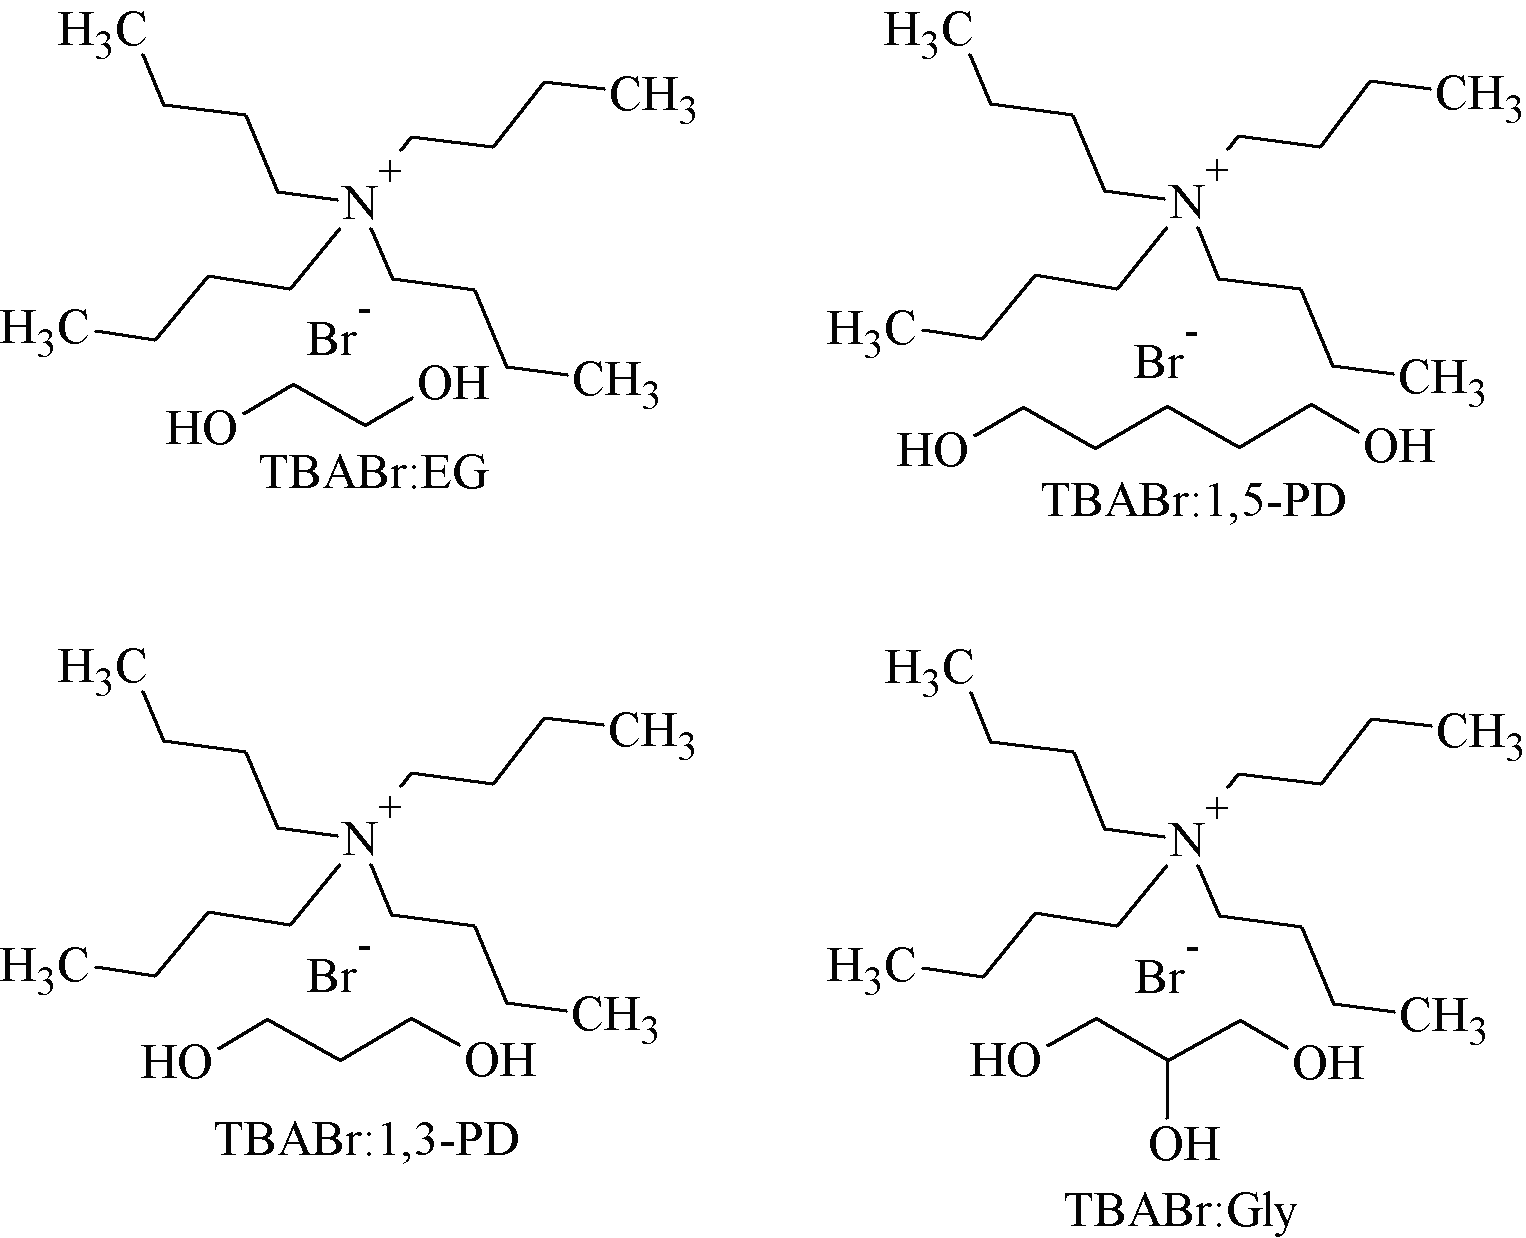 H3C
CH3
N+
H3C
Br-
CH3
HO
OH
TBABr:EG
H3C
CH3
N+
H3C
Br-
CH3
HO
OH
TBABr:1,5-PD
H3C
CH3
N+
H3C
Br-
CH3
HO
OH
TBABr:1,3-PD
H3C
CH3
N+
H3C
Br-
CH3
HO
OH
OH
TBABr:Gly